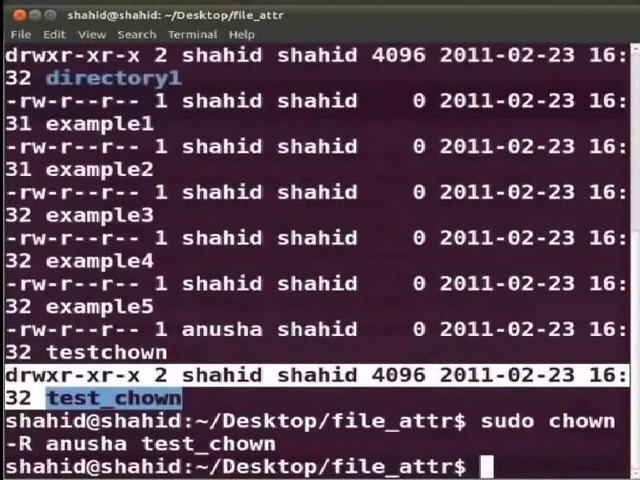 shahid@shahid: ~/Desktop/file_attr
File Edit View Search Terminal Help
drwxr-xr-x 2 shahid shahid 4096 2011-02-23 16:
32 directory1
-rw-r--r-- 1 shahid shahid 0 2011-02-23 16:
31 example1
-rw-r--r-- 1 shahid shahid 0 2011-02-23 16:
31 example2
-rw-r--r-- 1 shahid shahid 0 2011-02-23 16:
32 example3
-rw-r--r-- 1 shahid shahid 0 2011-02-23 16:
32 example4
-rw-r--r-- 1 shahid shahid 0 2011-02-23 16:
32 example5
-rw-r--r-- 1 anusha shahid 0 2011-02-23 16:
32 testchown
drwxr-xr-x 2 shahid shahid 4096 2011-02-23 16:
32 test_chown
shahid@shahid:~/Desktop/file_attr$ sudo chown
-R anusha test_chown
shahid@shahid:~/Desktop/file_attr$